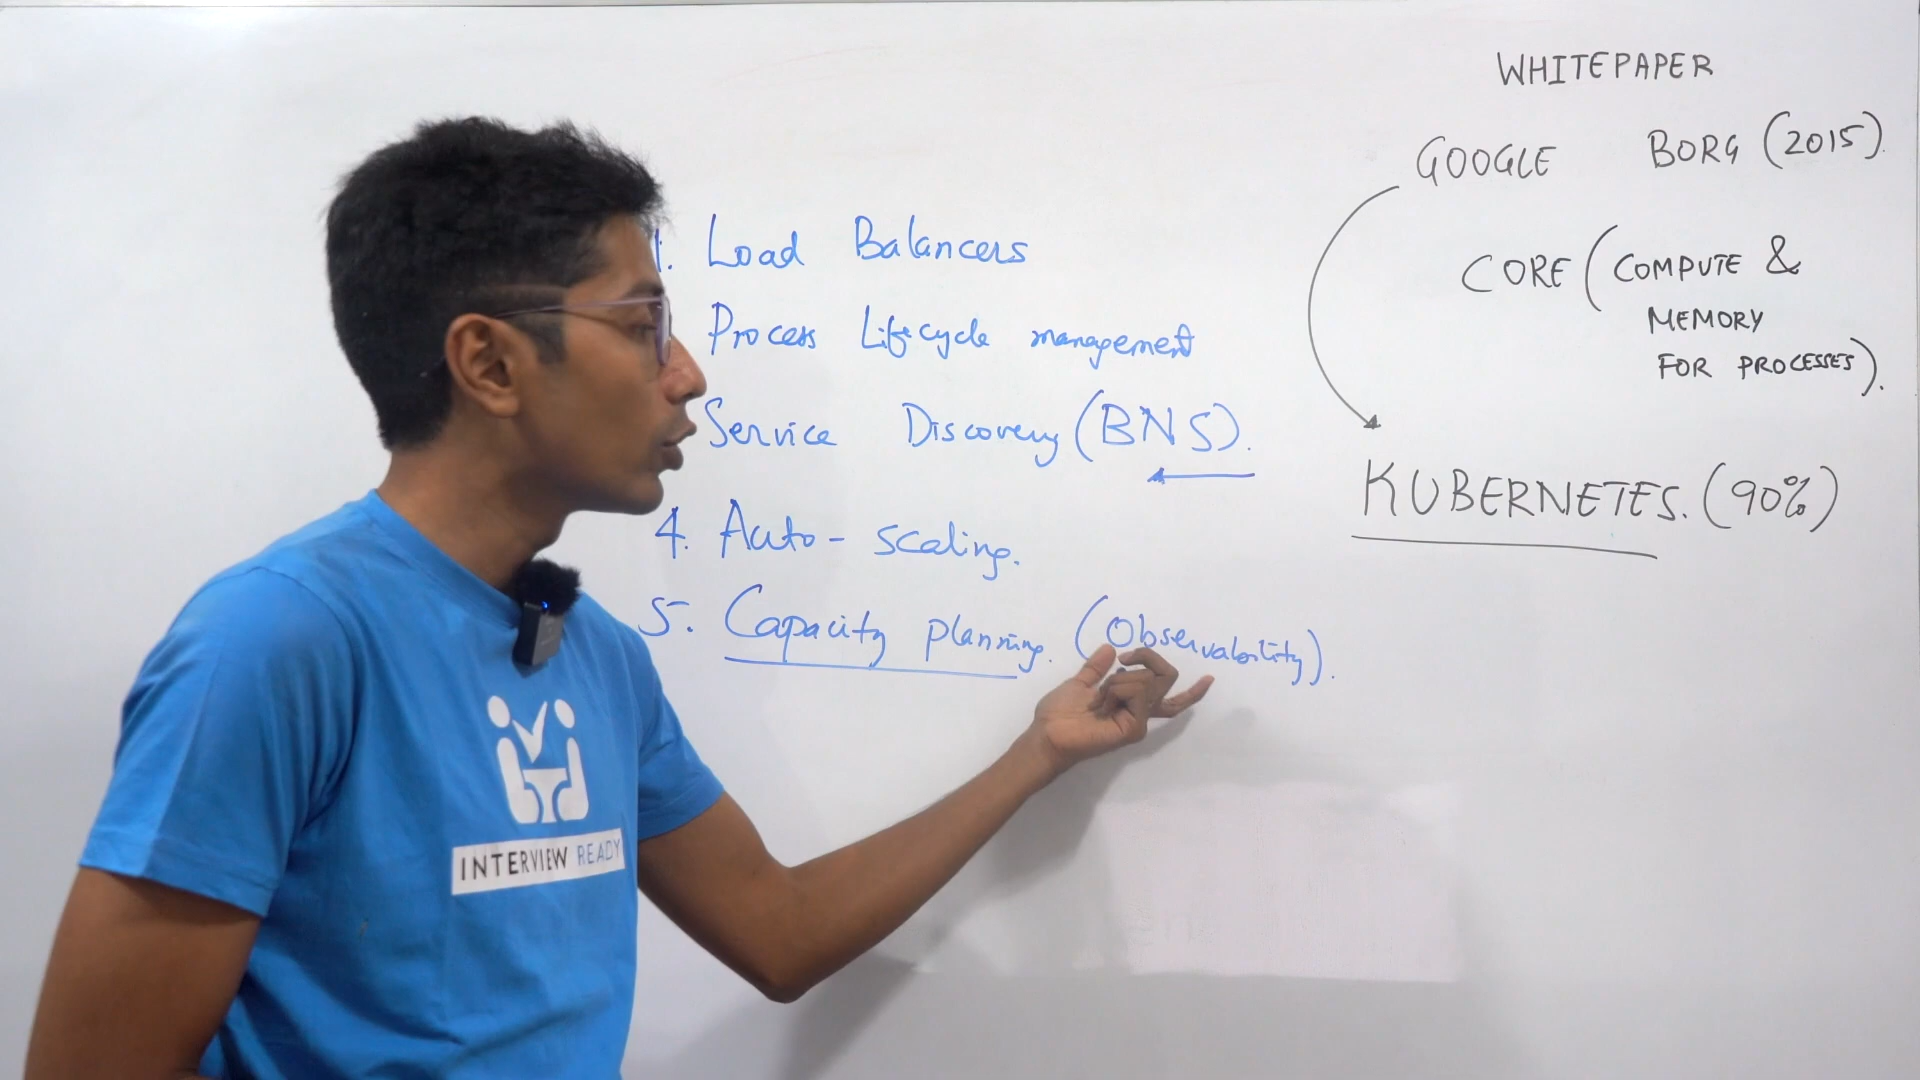 WHITEPAPER
GOOGLE BORG (2015).
CORE (COMPUTE &
MEMORY
FOR PROCESSES).
KUBERNETES. (90%)
1. Load Balancers
Process Lifecycle management
Service Discovery (BNS).
4. Auto-scaling.
5. Capacity planning. (Observability).
INTERVIEW READY